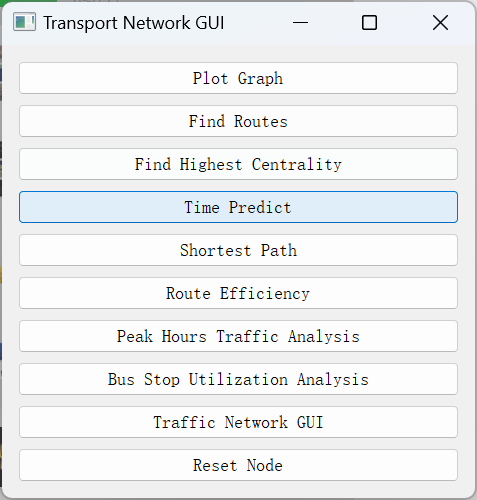 Transport Network GUI
Plot Graph
Find Routes
Find Highest Centrality
Time Predict
Shortest Path
Route Efficiency
Peak Hours Traffic Analysis
Bus Stop Utilization Analysis
Traffic Network GUI
Reset Node